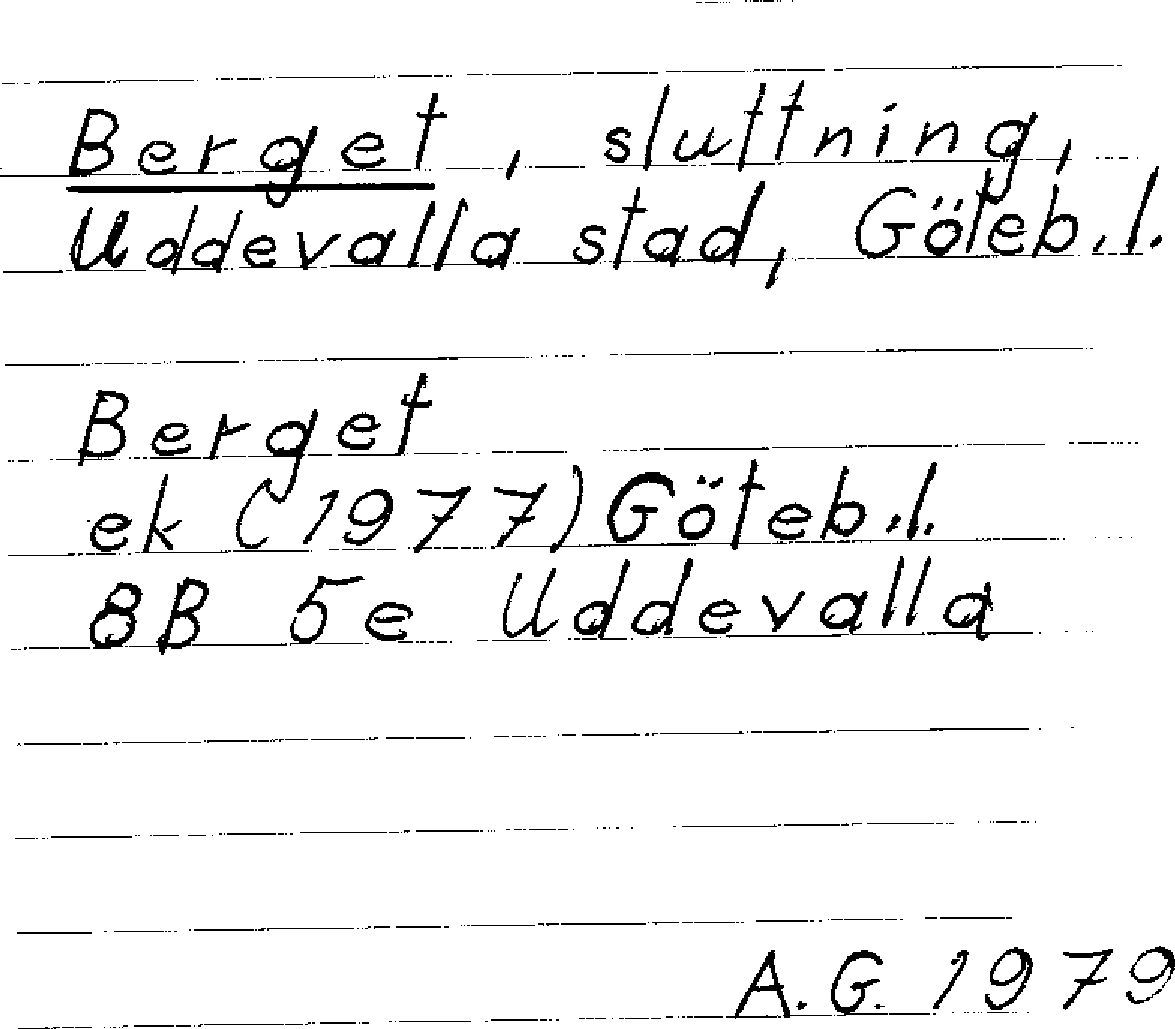 Berget, sluttning,
Uddevalla stad, Göteb.l.
Berget
ek (1977) Göteb.l.
8B 5e Uddevalla
A.G. 1979